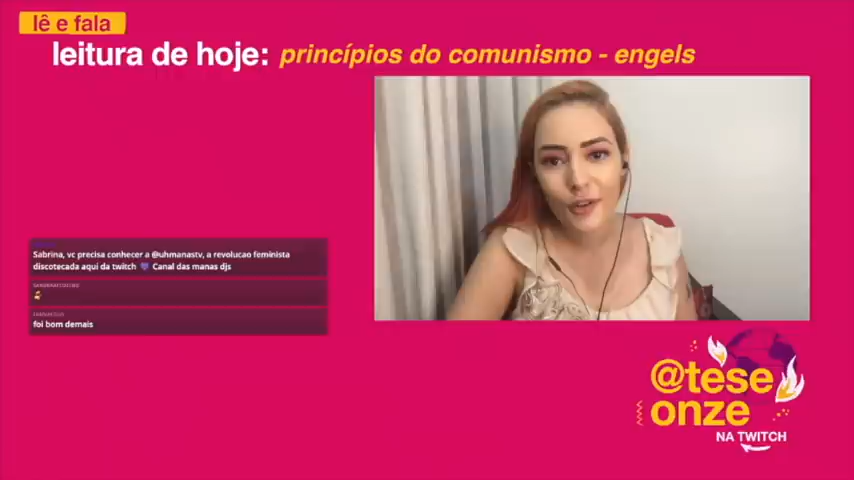 lê e fala
leitura de hoje: princípios do comunismo - engels
Sabrina, vc precisa conhecer a @uhmanastv, a revolucao feminista
discotecada aqui da twitch 💜 Canal das manas djs
foi bom demais
@tese
onze
NA TWITCH